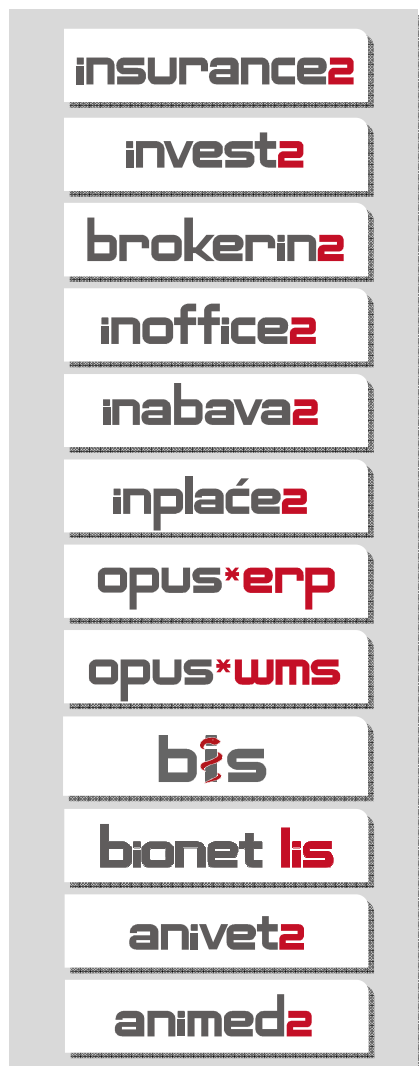 insurance2
invest2
brokerin2
inoffice2
inabava2
inplaće2
opus*erp
opus*wms
bis
bionet lis
anivet2
animed2